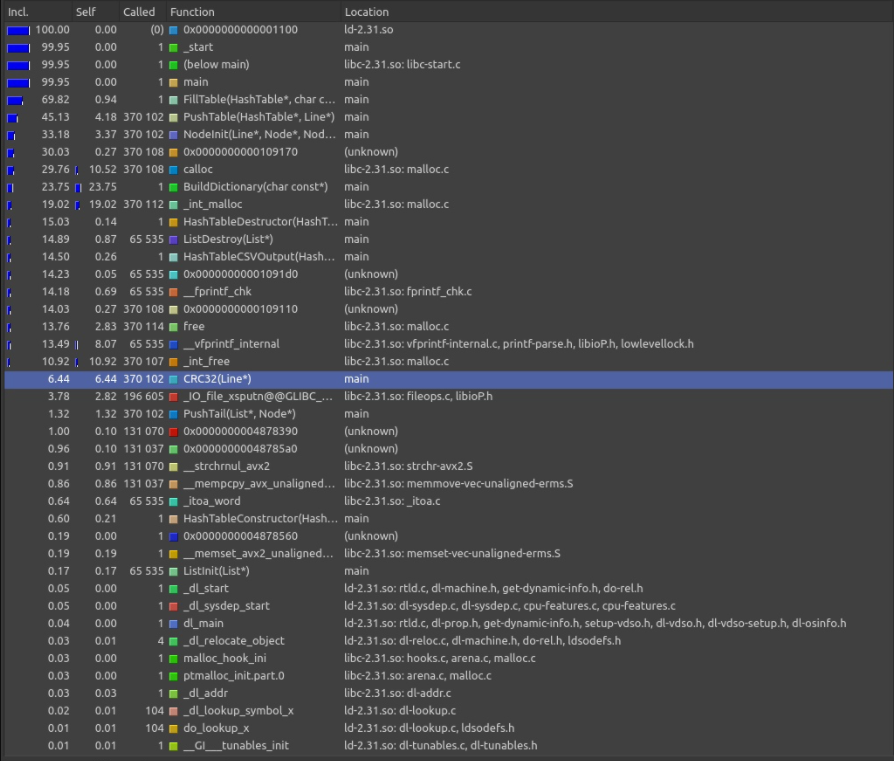 Incl. Self Called Function Location
100.00 0.00 (0) 0x0000000000001100 ld-2.31.so
99.95 0.00 1 _start main
99.95 0.00 1 (below main) libc-2.31.so: libc-start.c
99.95 0.00 1 main main
69.82 0.94 1 FillTable(HashTable*, char c... main
45.13 4.18 370 102 PushTable(HashTable*, Line*) main
33.18 3.37 370 102 NodeInit(Line*, Node*, Nod... main
30.03 0.27 370 108 0x0000000000109170 (unknown)
29.76 10.52 370 108 calloc libc-2.31.so: malloc.c
23.75 23.75 1 BuildDictionary(char const*) main
19.02 19.02 370 112 _int_malloc libc-2.31.so: malloc.c
15.03 0.14 1 HashTableDestructor(HashT... main
14.89 0.87 65 535 ListDestroy(List*) main
14.50 0.26 1 HashTableCSVOutput(Hash... main
14.23 0.05 65 535 0x00000000001091d0 (unknown)
14.18 0.69 65 535 __fprintf_chk libc-2.31.so: fprintf_chk.c
14.03 0.27 370 108 0x0000000000109110 (unknown)
13.76 2.83 370 114 free libc-2.31.so: malloc.c
13.49 8.07 65 535 __vfprintf_internal libc-2.31.so: vfprintf-internal.c, printf-parse.h, libioP.h, lowlevellock.h
10.92 10.92 370 107 _int_free libc-2.31.so: malloc.c
6.44 6.44 370 102 CRC32(Line*) main
3.78 2.82 196 605 _IO_file_xsputn@@GLIBC_... libc-2.31.so: fileops.c, libioP.h
1.32 1.32 370 102 PushTail(List*, Node*) main
1.00 0.10 131 070 0x0000000004878390 (unknown)
0.96 0.10 131 037 0x00000000048785a0 (unknown)
0.91 0.91 131 070 __strchrnul_avx2 libc-2.31.so: strchr-avx2.S
0.86 0.86 131 037 __mempcpy_avx_unaligned... libc-2.31.so: memmove-vec-unaligned-erms.S
0.64 0.64 65 535 _itoa_word libc-2.31.so: _itoa.c
0.60 0.21 1 HashTableConstructor(Hash... main
0.19 0.00 1 0x0000000004878560 (unknown)
0.19 0.19 1 __memset_avx2_unaligned... libc-2.31.so: memset-vec-unaligned-erms.S
0.17 0.17 65 535 ListInit(List*) main
0.05 0.00 1 _dl_start ld-2.31.so: rtld.c, dl-machine.h, get-dynamic-info.h, do-rel.h
0.05 0.00 1 _dl_sysdep_start ld-2.31.so: dl-sysdep.c, dl-sysdep.c, cpu-features.c, cpu-features.c
0.04 0.00 1 dl_main ld-2.31.so: rtld.c, dl-prop.h, get-dynamic-info.h, setup-vdso.h, dl-vdso.h, dl-vdso-setup.h, dl-osinfo.h
0.03 0.01 4 _dl_relocate_object ld-2.31.so: dl-reloc.c, dl-machine.h, do-rel.h, ldsodefs.h
0.03 0.00 1 malloc_hook_ini libc-2.31.so: hooks.c, arena.c, malloc.c
0.03 0.00 1 ptmalloc_init.part.0 libc-2.31.so: arena.c, malloc.c
0.03 0.03 1 _dl_addr libc-2.31.so: dl-addr.c
0.02 0.01 104 _dl_lookup_symbol_x ld-2.31.so: dl-lookup.c
0.01 0.01 104 do_lookup_x ld-2.31.so: dl-lookup.c, ldsodefs.h
0.01 0.01 1 __GI___tunables_init ld-2.31.so: dl-tunables.c, dl-tunables.h